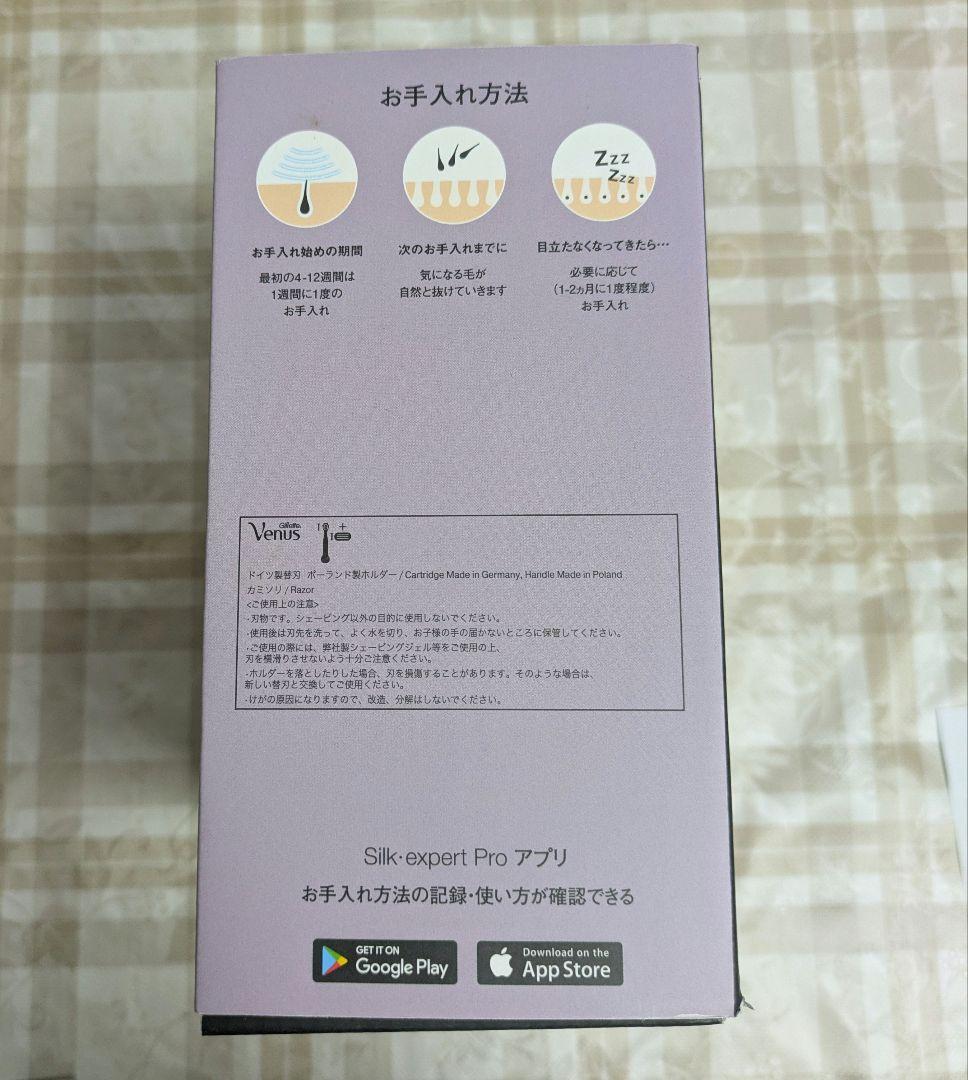 お手入れ方法
Zzz
Zzz
お手入れ始めの期間
最初の4-12週間は
1週間に1度の
お手入れ
次のお手入れまでに
気になる毛が
自然と抜けていきます
目立たなくなってきたら…
必要に応じて
（1-2ヵ月に1度程度）
お手入れ
Gillette
Venus
ドイツ製替刃 ポーランド製ホルダー / Cartridge Made in Germany, Handle Made in Poland
カミソリ / Razor
<ご使用上の注意>
・刃物です。シェービング以外の目的に使用しないでください。
・使用後は刃先を洗って、よく水を切り、お子様の手の届かないところに保管してください。
・ご使用の際には、弊社製シェービングジェル等をご使用の上、
刃を横滑りさせないよう十分ご注意ください。
・ホルダーを落としたりした場合、刃を損傷することがあります。そのような場合は、
新しい替刃と交換してご使用ください。
・けがの原因になりますので、改造、分解はしないでください。
Silk·expert Pro アプリ
お手入れ方法の記録・使い方が確認できる
GET IT ON
Google Play
Download on the
App Store